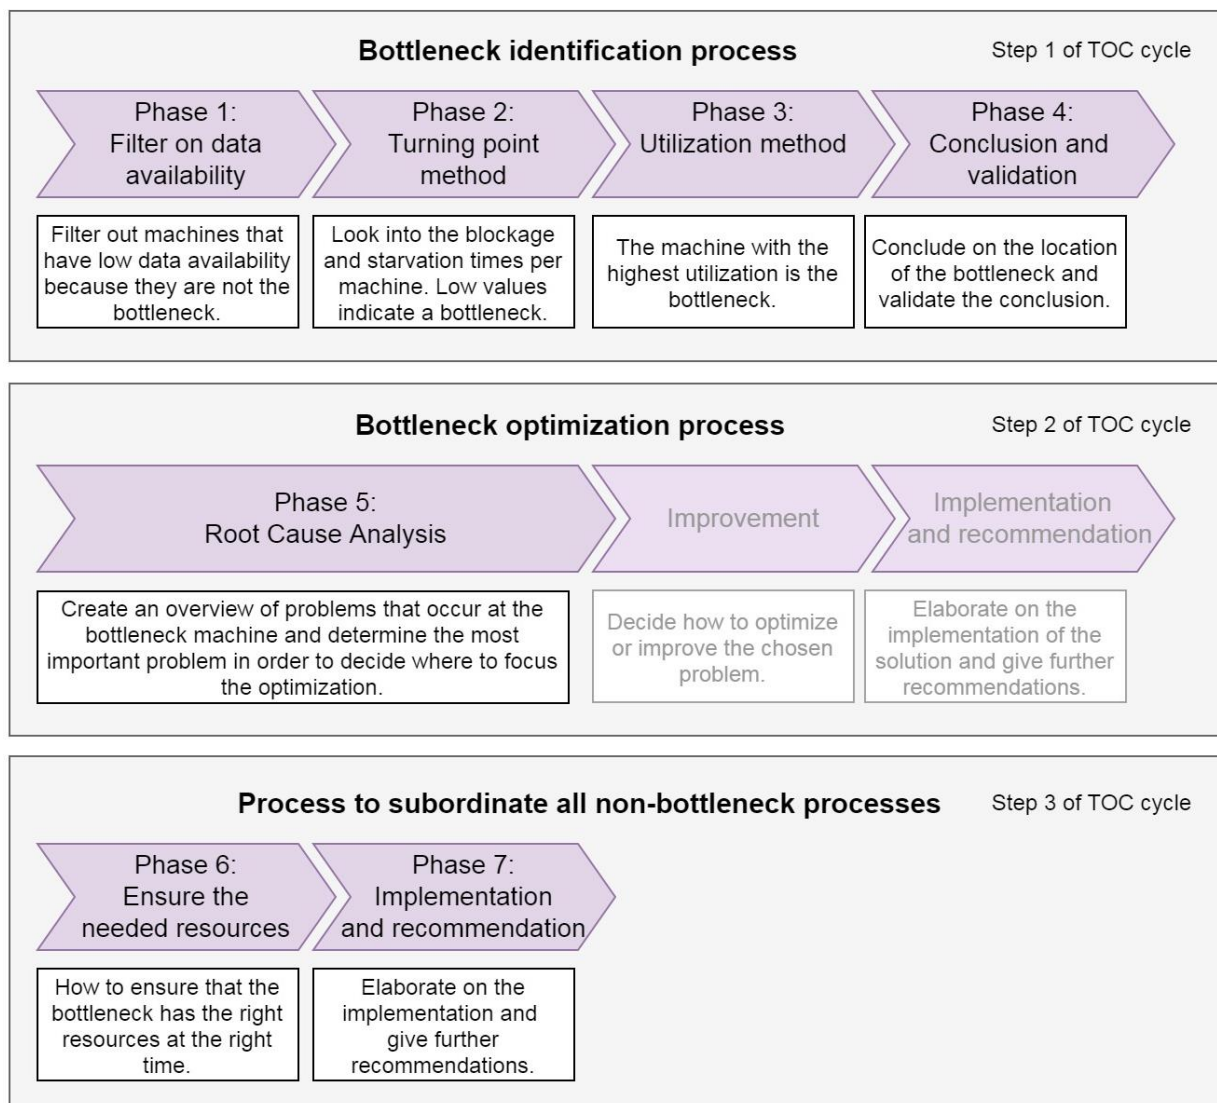 Bottleneck identification process
Step 1 of TOC cycle
Phase 1:
Filter on data
availability
Phase 2:
Turning point
method
Phase 3:
Utilization method
Phase 4:
Conclusion and
validation
Filter out machines that
have low data availability
because they are not the
bottleneck.
Look into the blockage
and starvation times per
machine. Low values
indicate a bottleneck.
The machine with the
highest utilization is the
bottleneck.
Conclude on the location
of the bottleneck and
validate the conclusion.
Bottleneck optimization process
Step 2 of TOC cycle
Phase 5:
Root Cause Analysis
Improvement
Implementation
and recommendation
Create an overview of problems that occur at the
bottleneck machine and determine the most
important problem in order to decide where to focus
the optimization.
Decide how to optimize
or improve the chosen
problem.
Elaborate on the
implementation of the
solution and give further
recommendations.
Process to subordinate all non-bottleneck processes
Step 3 of TOC cycle
Phase 6:
Ensure the
needed resources
Phase 7:
Implementation
and recommendation
How to ensure that the
bottleneck has the right
resources at the right
time.
Elaborate on the
implementation and
give further
recommendations.